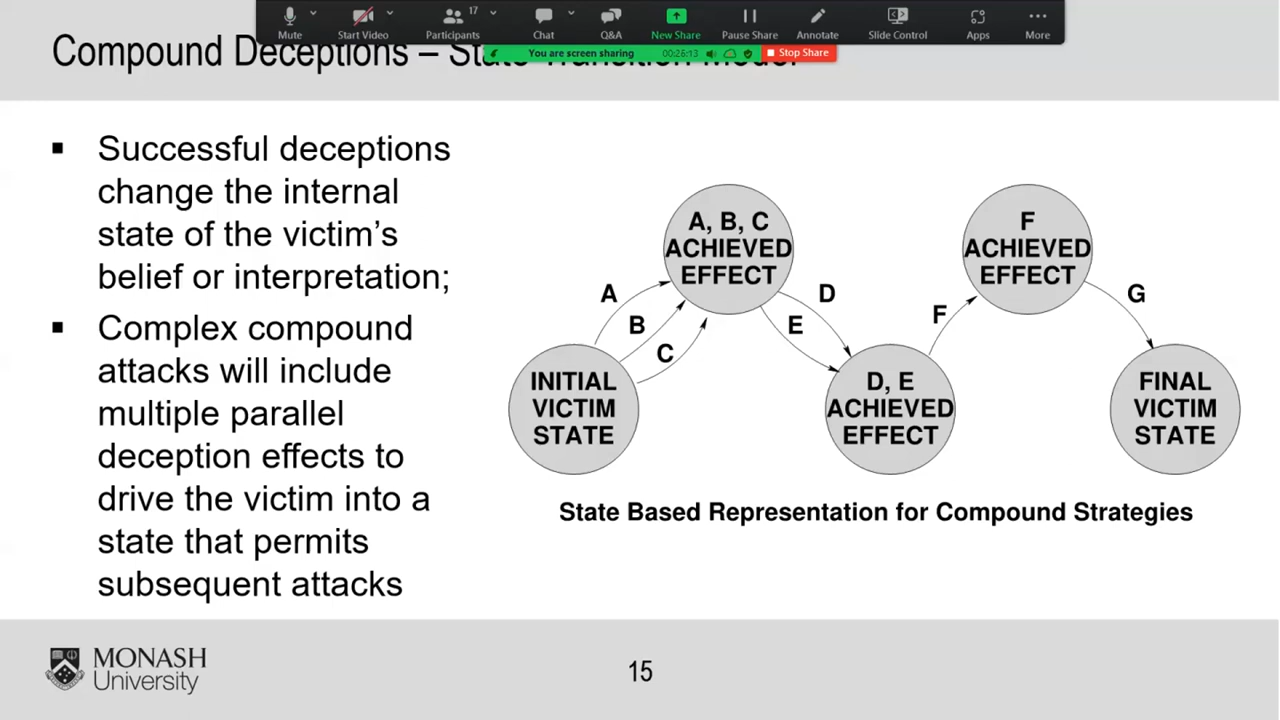 Mute
Start Video
17
Participants
Chat
Q&A
New Share
Pause Share
Annotate
Slide Control
Apps
More
You are screen sharing
00:26:13
Stop Share
Compound Deceptions – State Transition Model
Successful deceptions
change the internal
state of the victim's
belief or interpretation;
Complex compound
attacks will include
multiple parallel
deception effects to
drive the victim into a
state that permits
subsequent attacks
A, B, C
ACHIEVED
EFFECT
F
ACHIEVED
EFFECT
A
B
C
D
E
F
G
INITIAL
VICTIM
STATE
D, E
ACHIEVED
EFFECT
FINAL
VICTIM
STATE
State Based Representation for Compound Strategies
MONASH
University
15